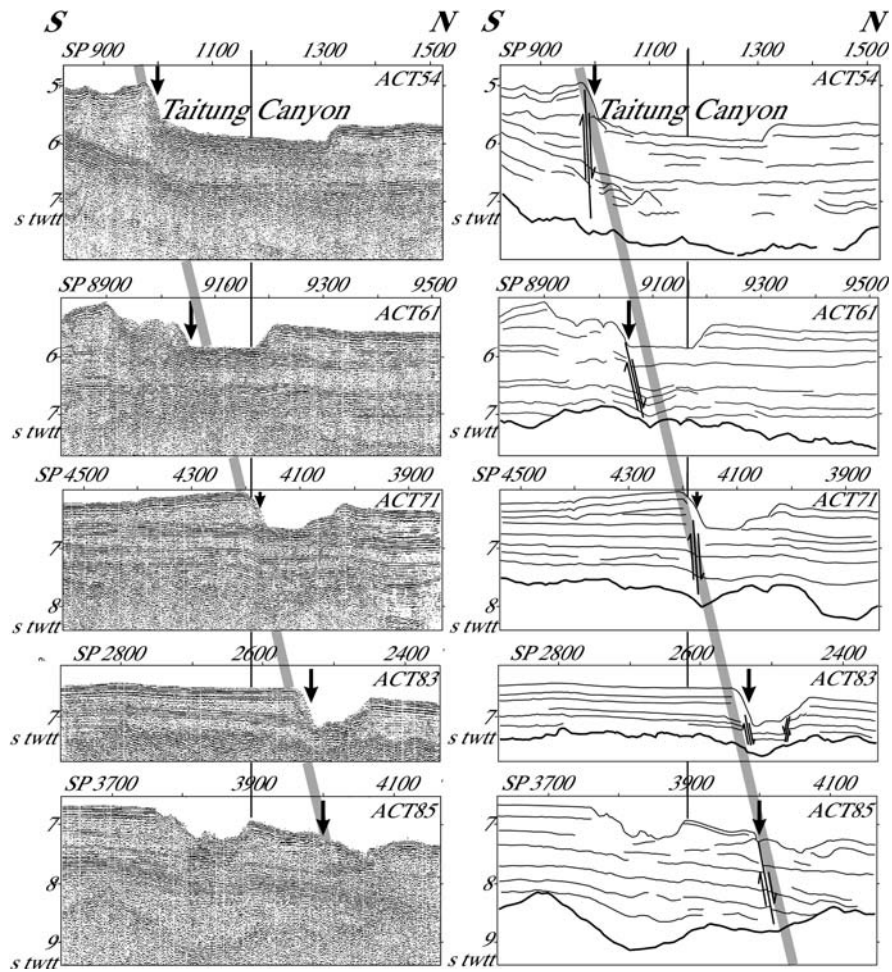 S N S N
SP 900 1100 1300 1500 SP 900 1100 1300 1500
ACT54 ACT54
.5 .5
Taitung Canyon Taitung Canyon
6 6
7 7
s twtt s twtt
SP 8900 9100 9300 9500 SP 8900 9100 9300 9500
ACT61 ACT61
6 6
7 7
s twtt s twtt
SP 4500 4300 4100 3900 SP 4500 4300 4100 3900
ACT71 ACT71
7 7
8 8
s twtt s twtt
SP 2800 2600 2400 SP 2800 2600 2400
ACT83 ACT83
7 7
s twtt s twtt
SP 3700 3900 4100 SP 3700 3900 4100
ACT85 ACT85
7 7
8 8
9 9
s twtt s twtt